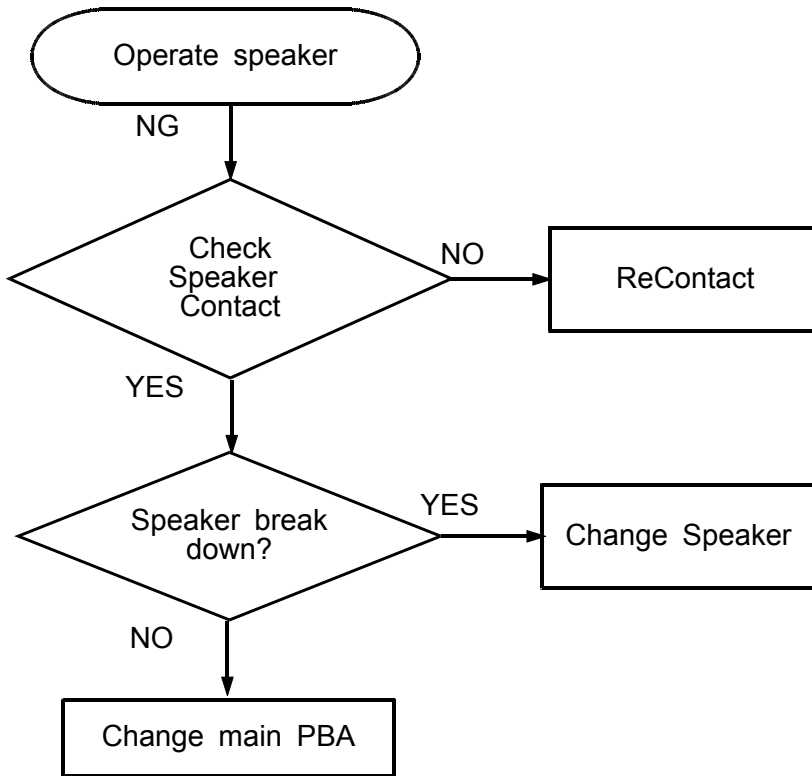 Operate speaker
NG
Check
Speaker
Contact
NO
ReContact
YES
Speaker break
down?
YES
Change Speaker
NO
Change main PBA